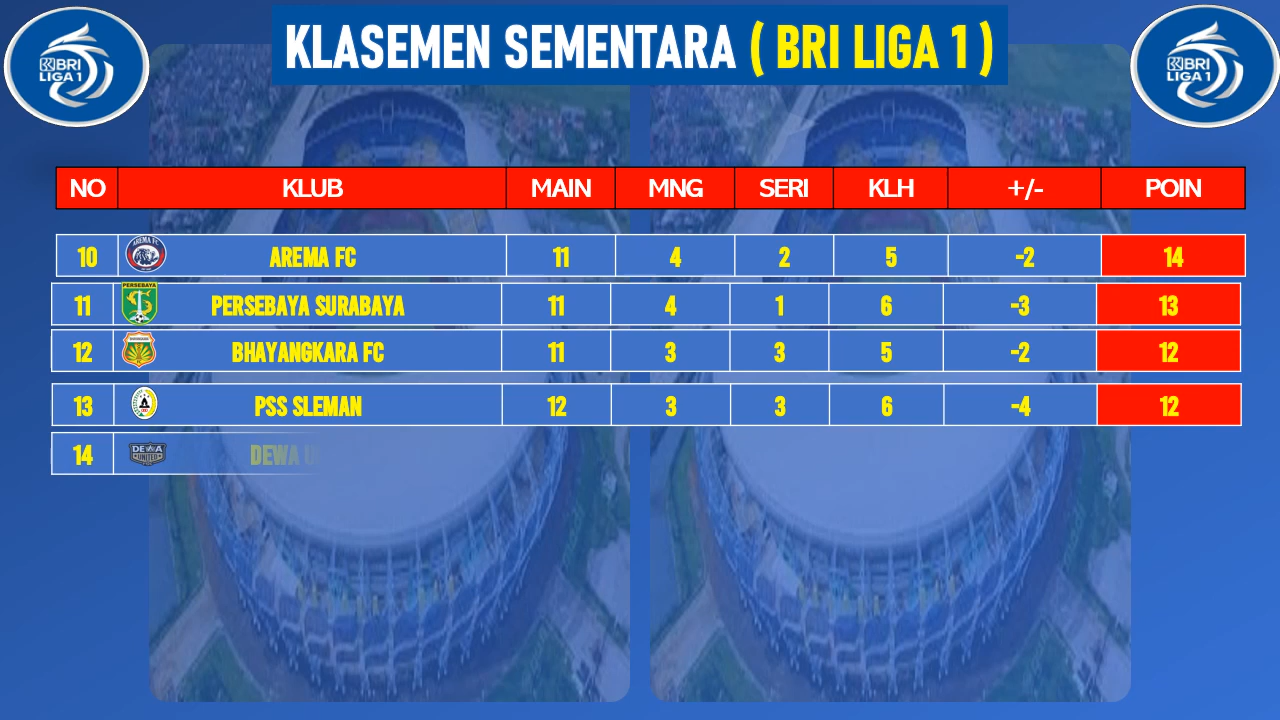 KLASEMEN SEMENTARA ( BRI LIGA 1 )
BRI
LIGA 1
BRI
LIGA 1
NO KLUB MAIN MNG SERI KLH +/- POIN
10 AREMA FC 11 4 2 5 -2 14
11 PERSEBAYA SURABAYA 11 4 1 6 -3 13
12 BHAYANGKARA FC 11 3 3 5 -2 12
13 PSS SLEMAN 12 3 3 6 -4 12
14 DEWA U